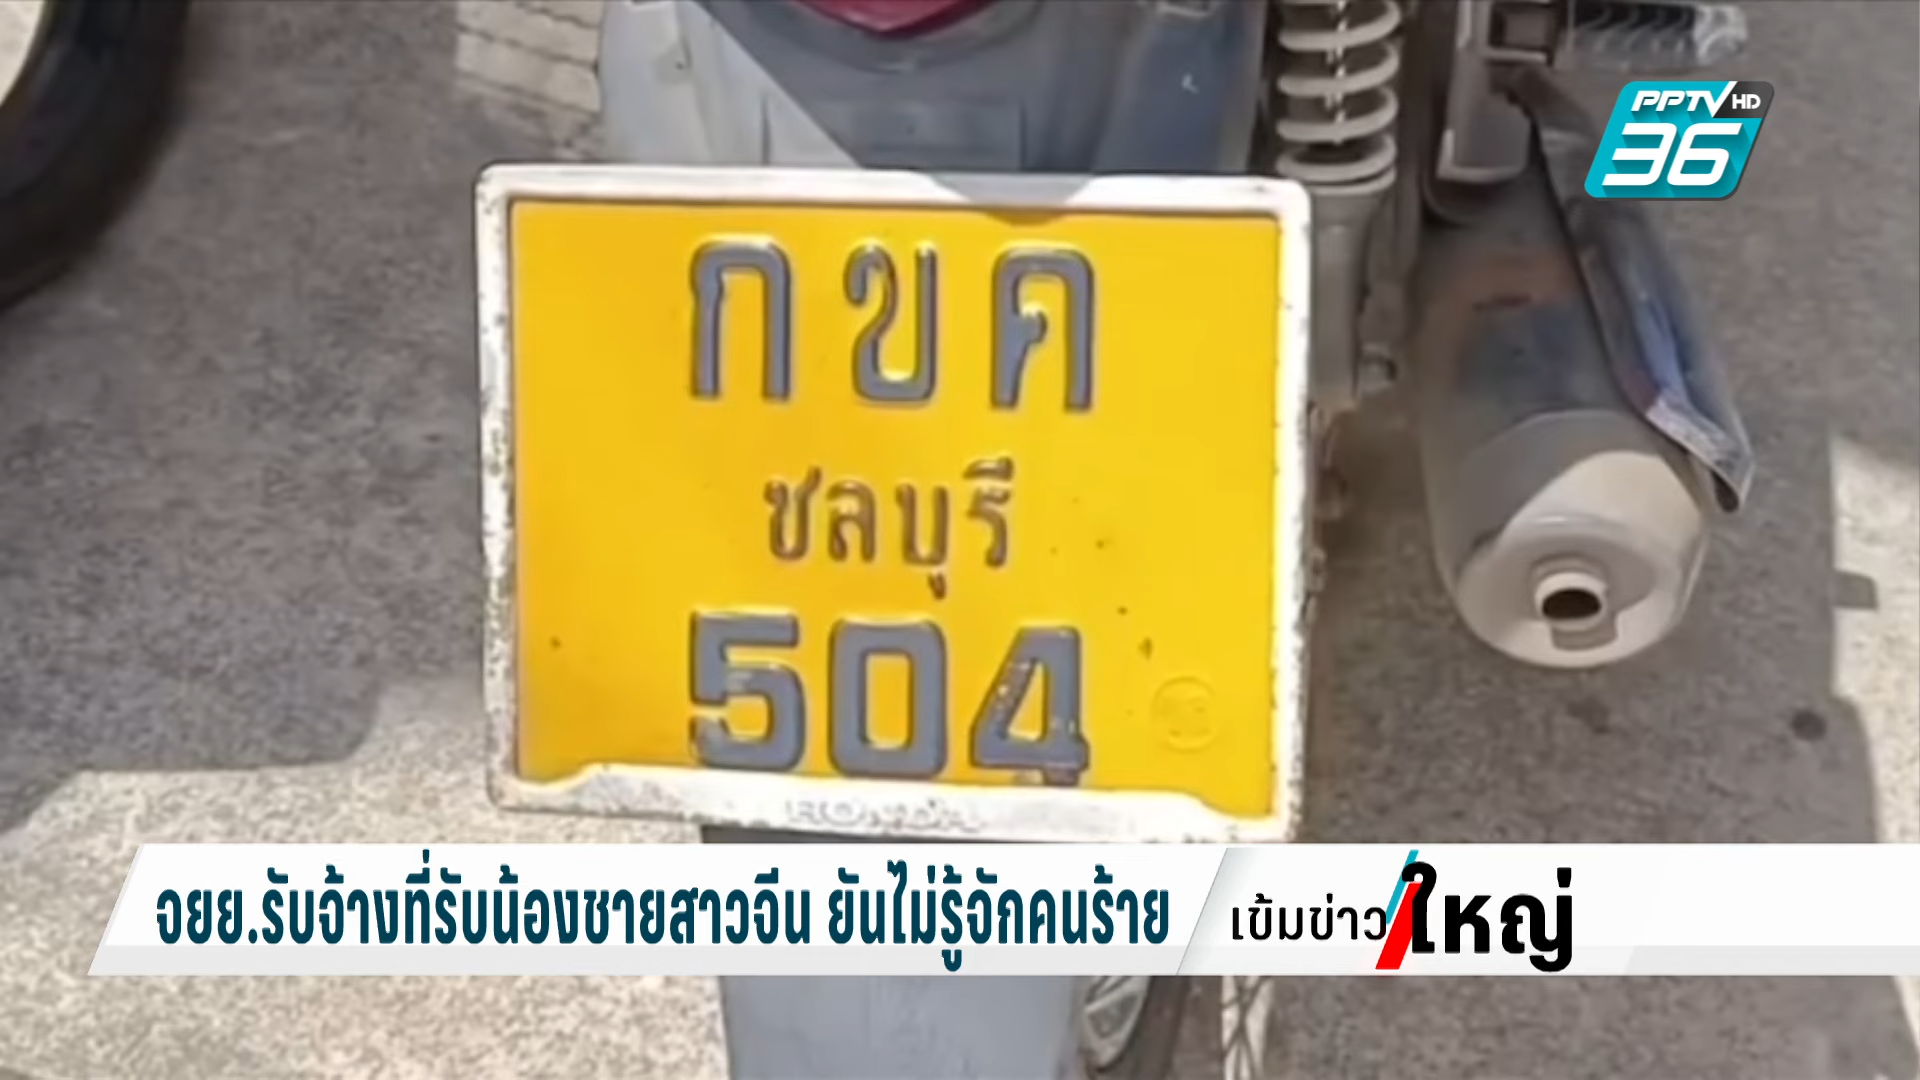 PPTV HD
36
กขค
ชลบุรี
504
HONDA
จยย.รับจ้างที่รับน้องชายสาวจีน ยันไม่รู้จักคนร้าย
เข้มข่าวใหญ่